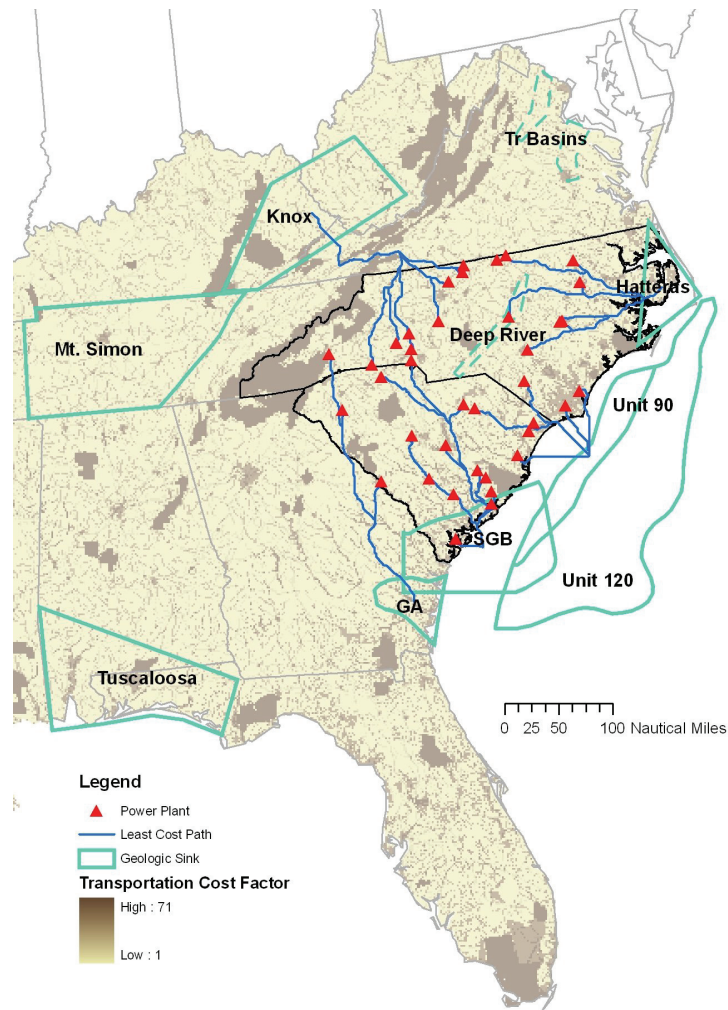 Tr Basins
Knox
Hatteras
Deep River
Mt. Simon
Unit 90
SGB
Unit 120
GA
Tuscaloosa
0 25 50 100 Nautical Miles
Legend
Power Plant
Least Cost Path
Geologic Sink
Transportation Cost Factor
High : 71
Low : 1